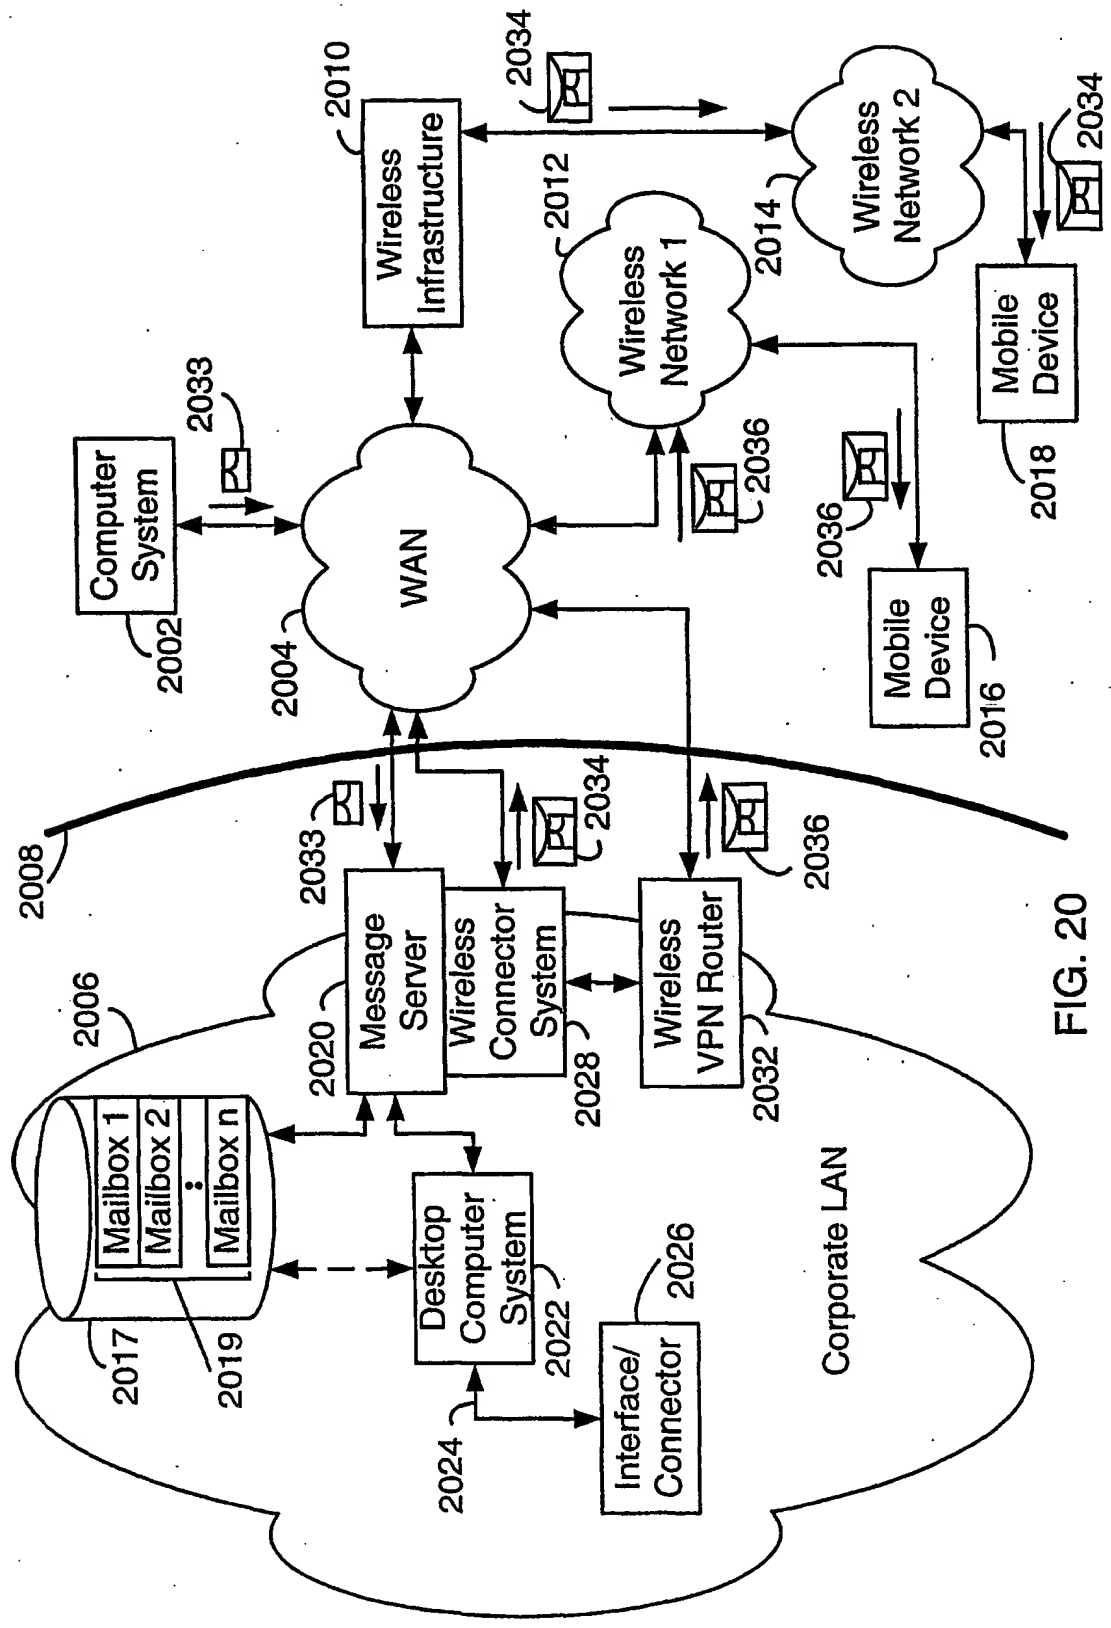 2008
2006
2017
Mailbox 1
Mailbox 2
Mailbox n
2019
2002
Computer
System
2033
2010
Wireless
Infrastructure
2034
2004
WAN
2020
Message
Server
2033
Wireless
Connector
System
2028
2034
Desktop
Computer
System
2022
2024
Interface/
Connector
2026
Wireless
VPN Router
2032
2036
2012
Wireless
Network 1
2036
2014
Wireless
Network 2
2034
Mobile
Device
2018
2036
Mobile
Device
2016
Corporate LAN
FIG. 20